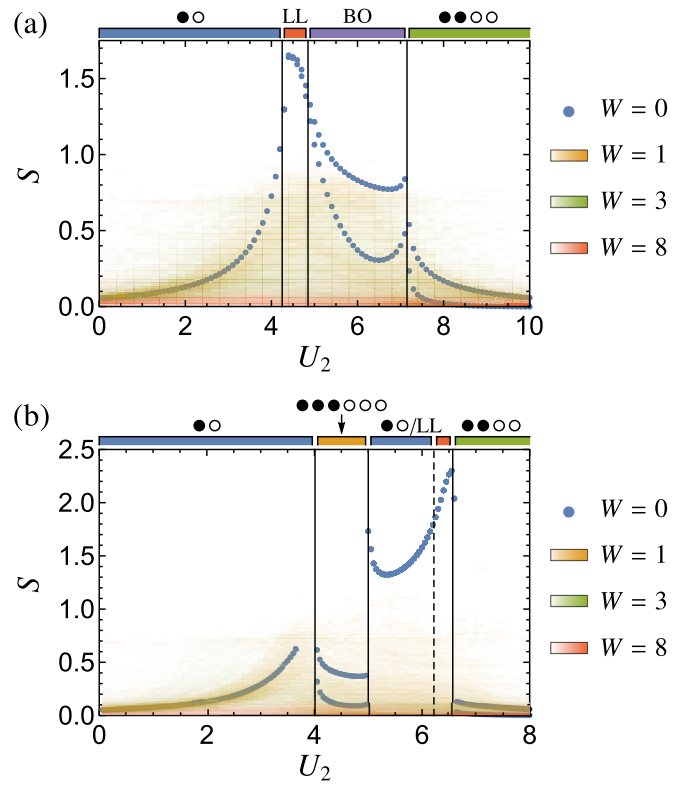 (a)
●○ LL BO ●●○○
1.5
1.0
0.5
0.0
S
0 2 4 6 8 10
U2
W = 0
W = 1
W = 3
W = 8
(b)
●●●○○○
●○ ●○/LL ●●○○
2.5
2.0
1.5
1.0
0.5
0.0
S
0 2 4 6 8
U2
W = 0
W = 1
W = 3
W = 8